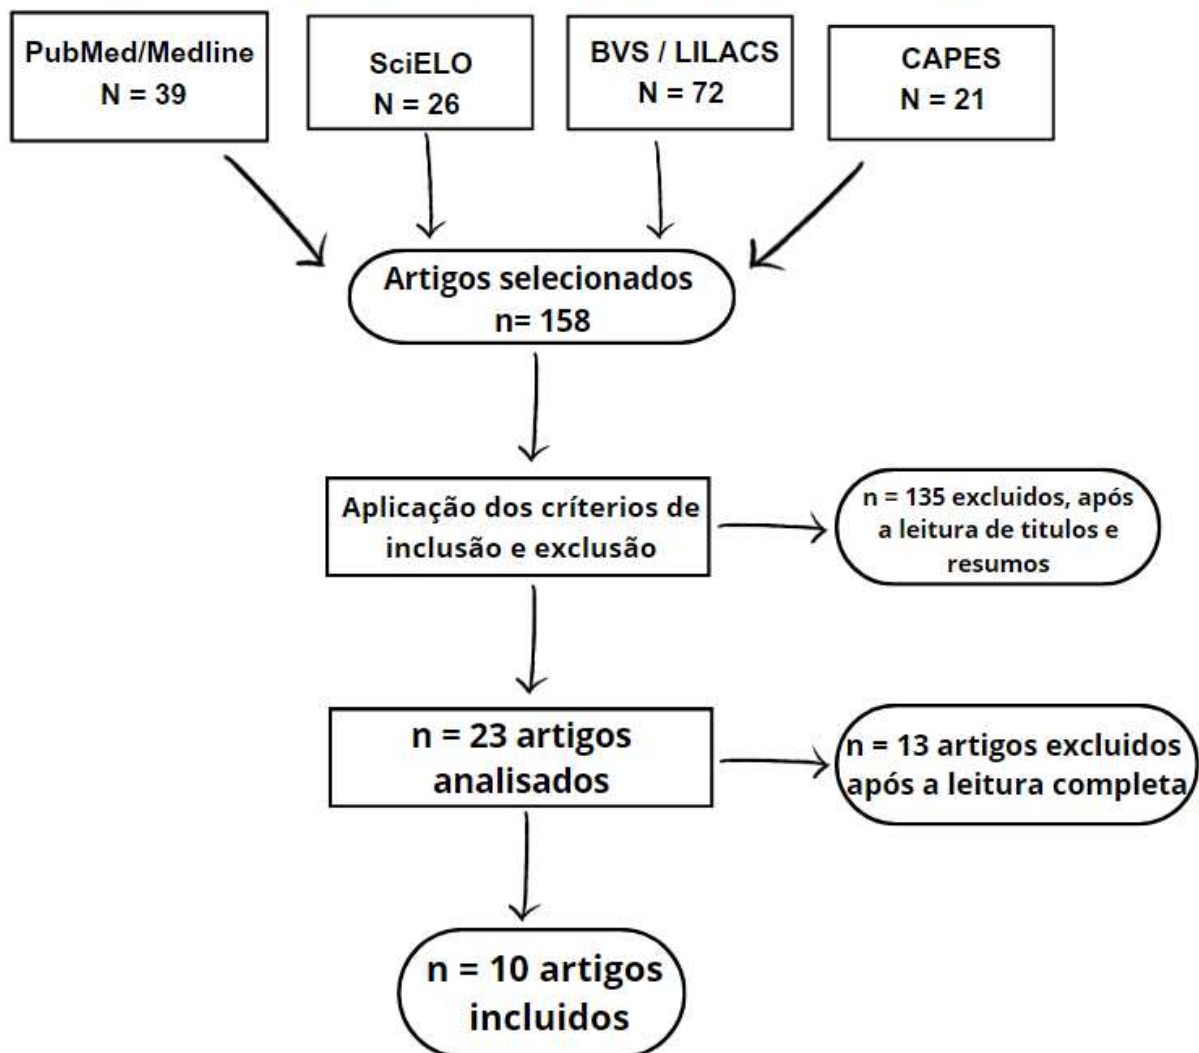 PubMed/Medline
N = 39
SciELO
N = 26
BVS / LILACS
N = 72
CAPES
N = 21
Artigos selecionados
n= 158
Aplicação dos críterios de
inclusão e exclusão
n = 135 excluidos, após
a leitura de titulos e
resumos
n = 23 artigos
analisados
n = 13 artigos excluidos
após a leitura completa
n = 10 artigos
incluidos